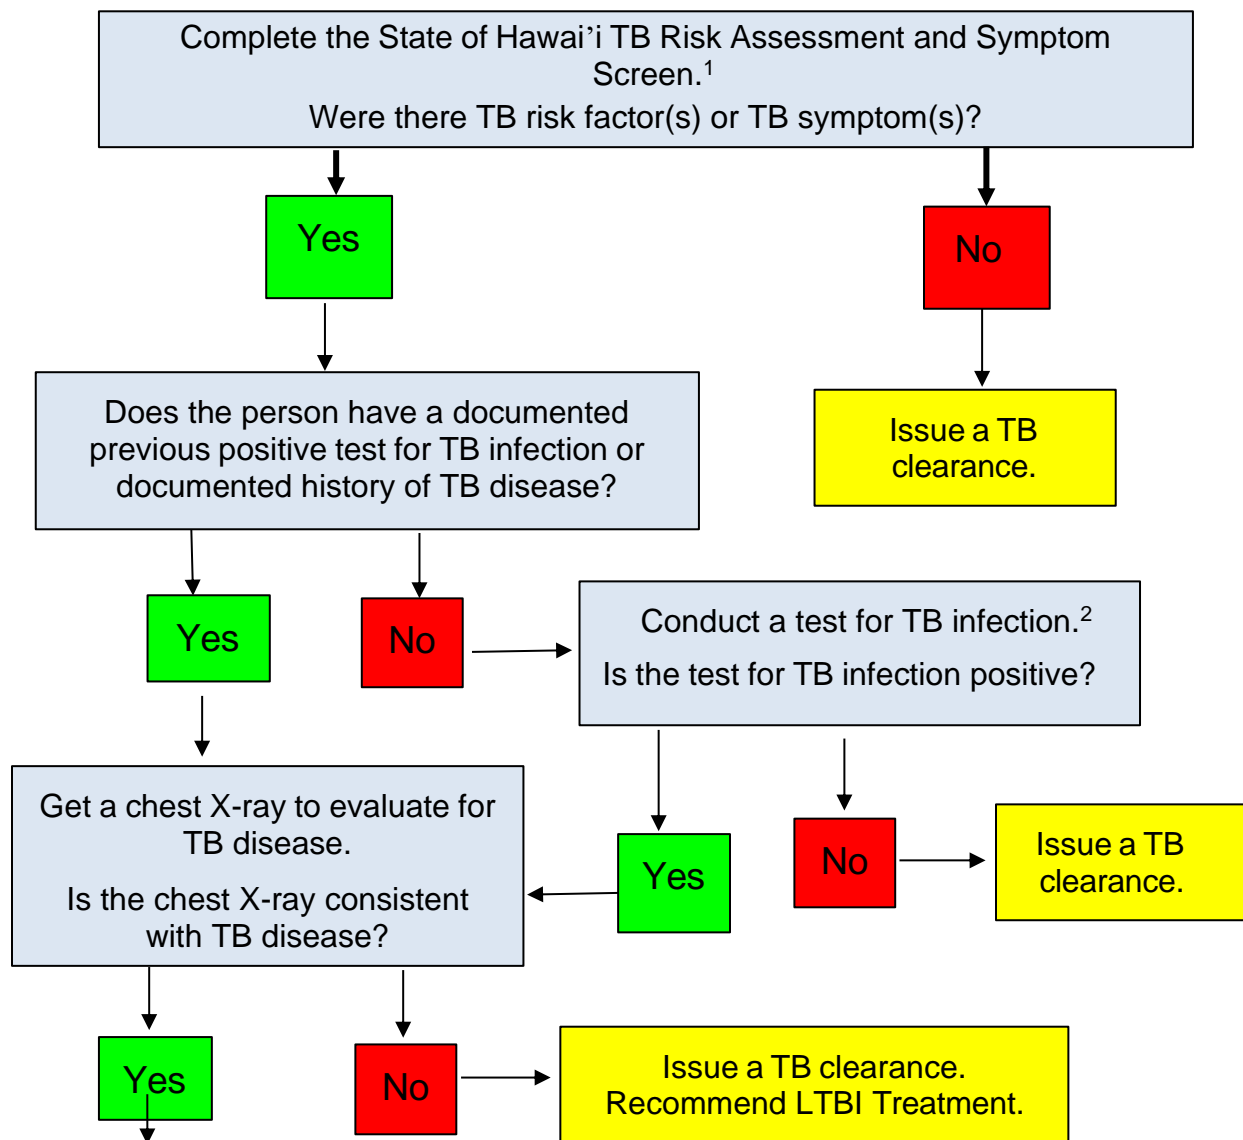 Complete the State of Hawai’i TB Risk Assessment and Symptom
Screen.1
Were there TB risk factor(s) or TB symptom(s)?
Yes
No
Does the person have a documented
previous positive test for TB infection or
documented history of TB disease?
Issue a TB
clearance.
Yes
No
Conduct a test for TB infection.2
Is the test for TB infection positive?
Get a chest X-ray to evaluate for
TB disease.
Is the chest X-ray consistent
with TB disease?
Yes
No
Issue a TB
clearance.
Yes
No
Issue a TB clearance.
Recommend LTBI Treatment.